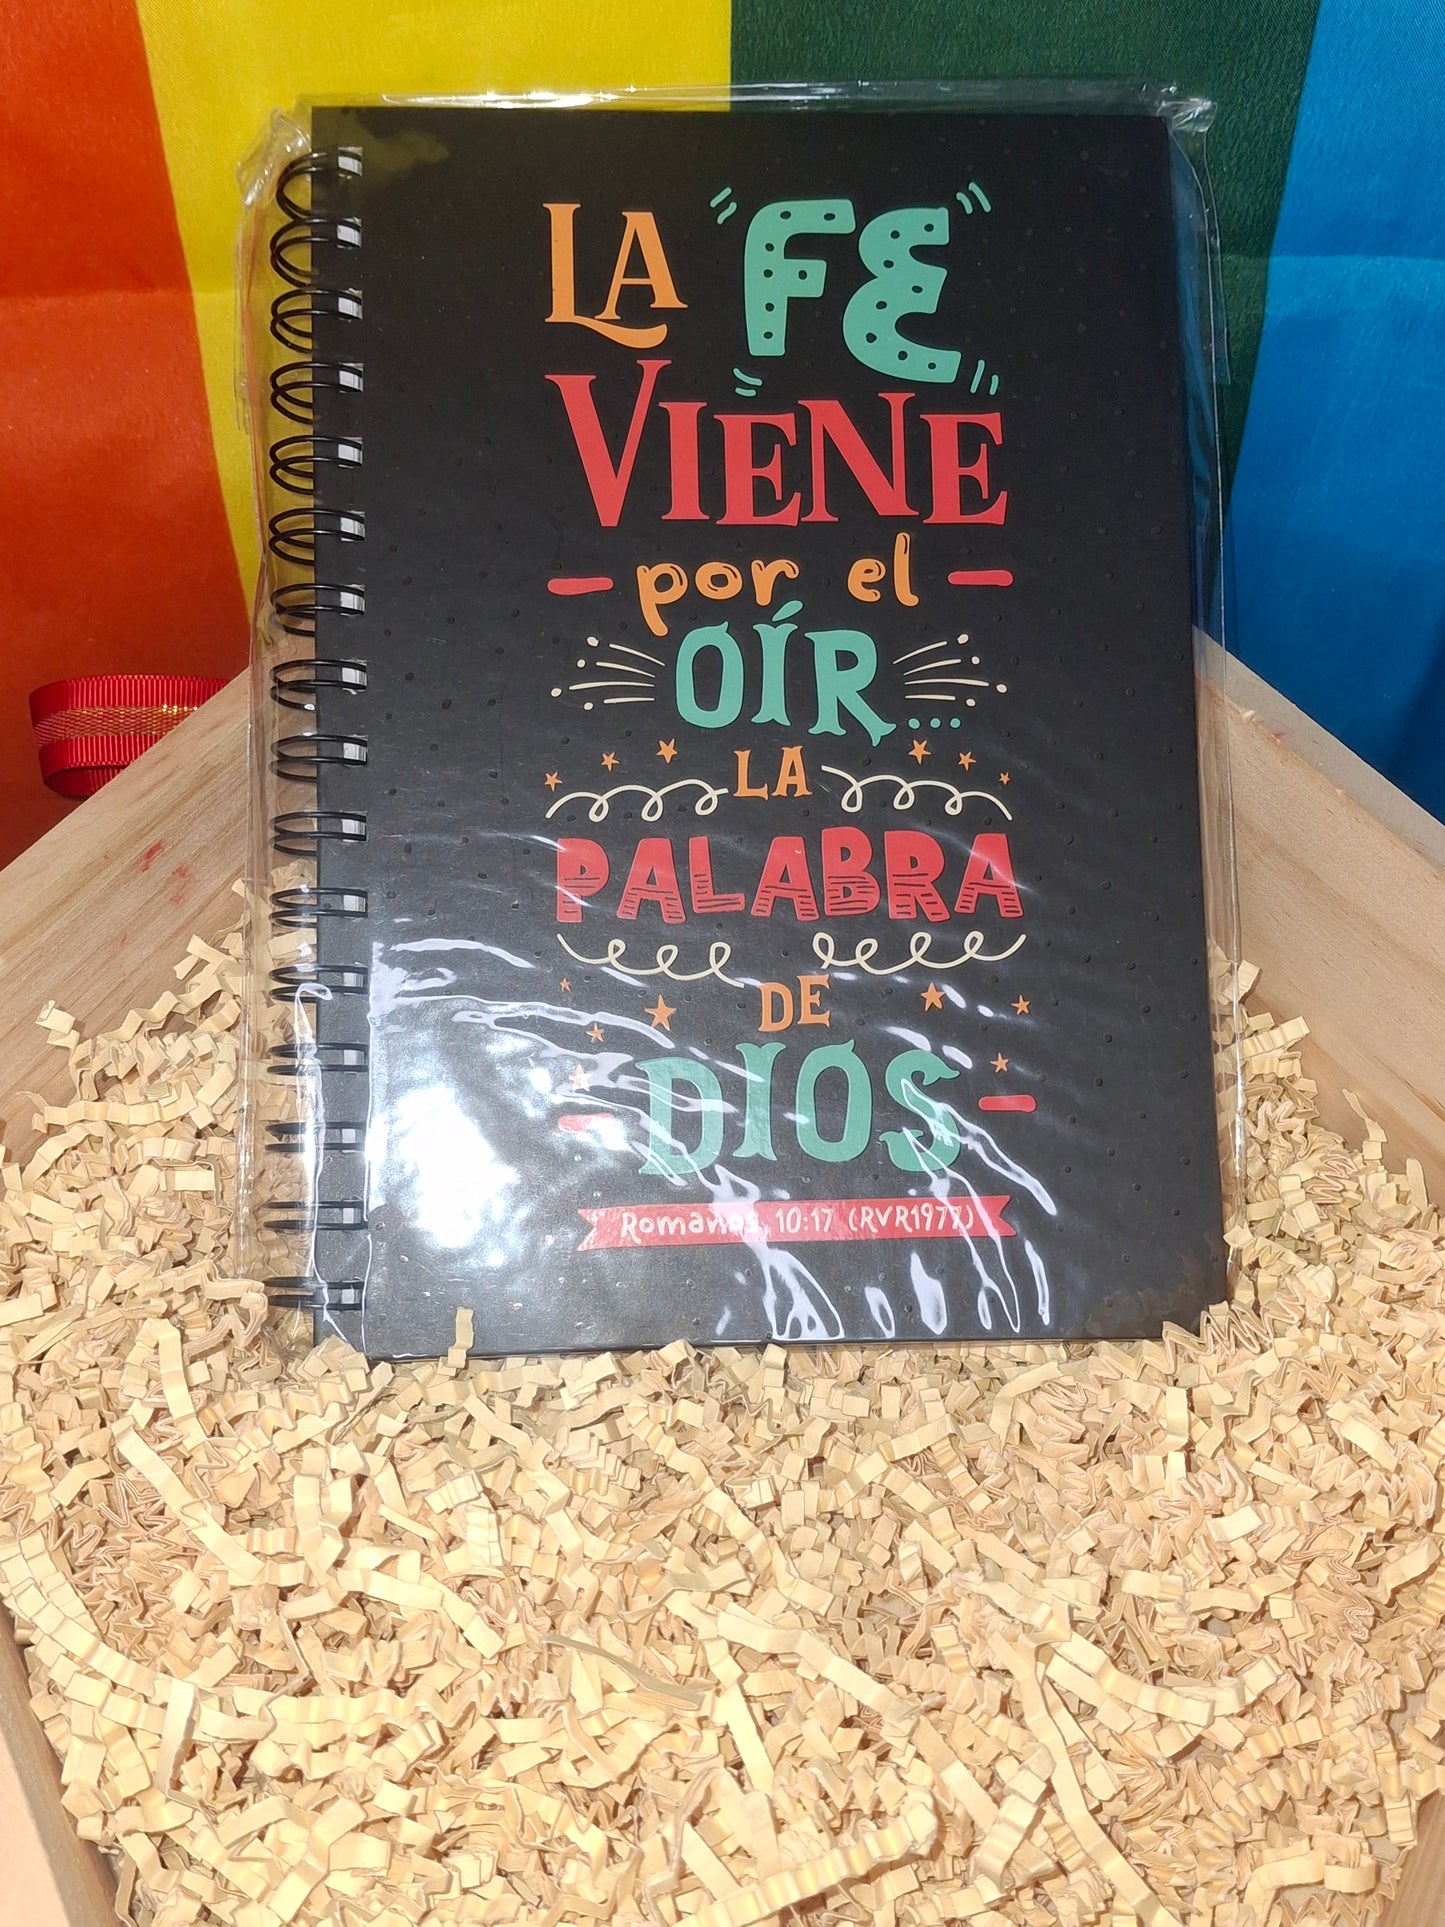 LA FE
VIENE
por el
OÍR...
LA
PALABRA
DE
DIOS
Romanos 10:17 (RVR1977)